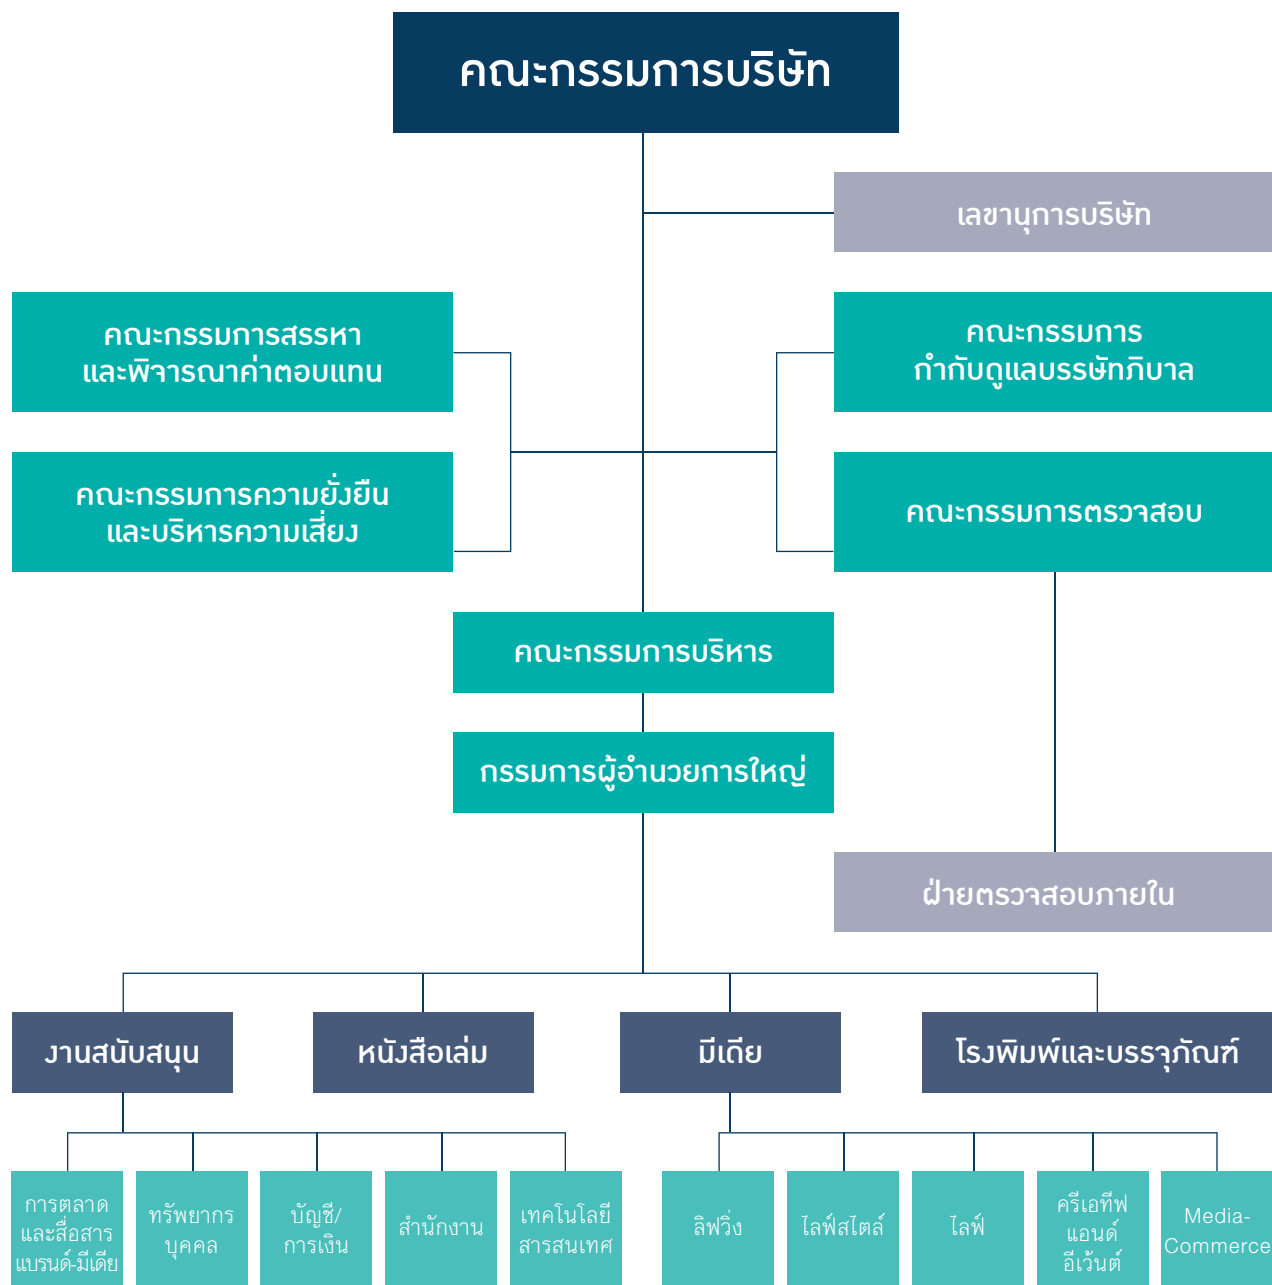 คณะกรรมการบริษัท
เลขานุการบริษัท
คณะกรรมการสรรหา
และพิจารณาค่าตอบแทน
คณะกรรมการ
กำกับดูแลบรรษัทภิบาล
คณะกรรมการความยั่งยืน
และบริหารความเสี่ยง
คณะกรรมการตรวจสอบ
คณะกรรมการบริหาร
กรรมการผู้อำนวยการใหญ่
ฝ่ายตรวจสอบภายใน
งานสนับสนุน
หนังสือเล่ม
มีเดีย
โรงพิมพ์และบรรจุภัณฑ์
การตลาด
และสื่อสาร
แบรนด์-มีเดีย
ทรัพยากร
บุคคล
บัญชี/
การเงิน
สำนักงาน
เทคโนโลยี
สารสนเทศ
ลิฟวิ่ง
ไลฟ์สไตล์
ไลฟ์
ครีเอทีฟ
แอนด์
อีเว้นต์
Media-
Commerce